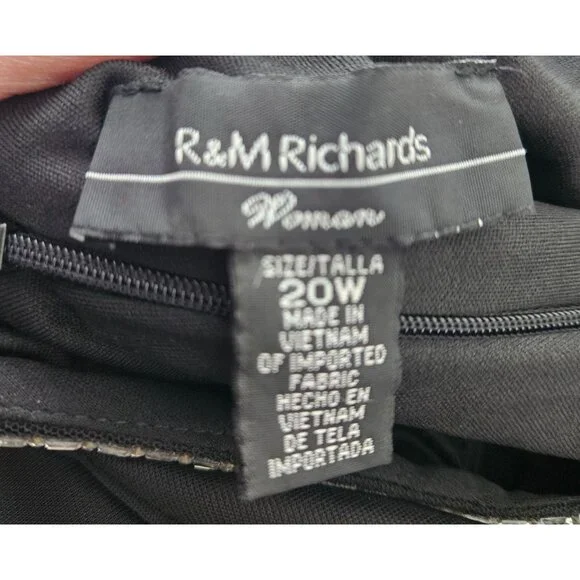 R&M Richards
Woman
SIZE/TALLA
20W
MADE IN
VIETNAM
OF IMPORTED
FABRIC
HECHO EN
VIETNAM
DE TELA
IMPORTADA